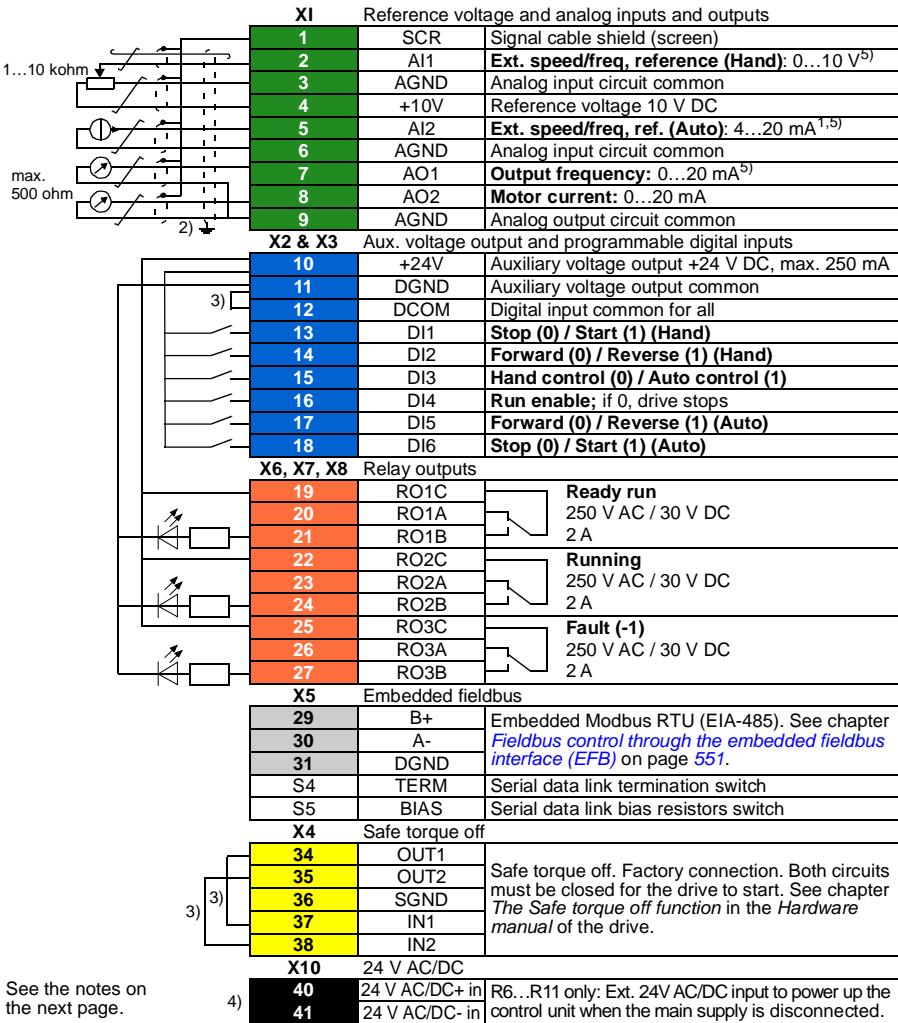 XI Reference voltage and analog inputs and outputs
1 SCR Signal cable shield (screen)
2 AI1 Ext. speed/freq, reference (Hand): 0…10 V5)
1…10 kohm
3 AGND Analog input circuit common
4 +10V Reference voltage 10 V DC
5 AI2 Ext. speed/freq, ref. (Auto): 4…20 mA1,5)
6 AGND Analog input circuit common
7 AO1 Output frequency: 0…20 mA5)
max.
500 ohm
8 AO2 Motor current: 0…20 mA
9 AGND Analog output circuit common
2)
X2 & X3 Aux. voltage output and programmable digital inputs
10 +24V Auxiliary voltage output +24 V DC, max. 250 mA
11 DGND Auxiliary voltage output common
3)
12 DCOM Digital input common for all
13 DI1 Stop (0) / Start (1) (Hand)
14 DI2 Forward (0) / Reverse (1) (Hand)
15 DI3 Hand control (0) / Auto control (1)
16 DI4 Run enable; if 0, drive stops
17 DI5 Forward (0) / Reverse (1) (Auto)
18 DI6 Stop (0) / Start (1) (Auto)
X6, X7, X8 Relay outputs
19 RO1C Ready run
20 RO1A 250 V AC / 30 V DC
21 RO1B 2 A
22 RO2C Running
23 RO2A 250 V AC / 30 V DC
24 RO2B 2 A
25 RO3C Fault (-1)
26 RO3A 250 V AC / 30 V DC
27 RO3B 2 A
X5 Embedded fieldbus
29 B+
30 A-
31 DGND
Embedded Modbus RTU (EIA-485). See chapter
Fieldbus control through the embedded fieldbus
interface (EFB) on page 551.
S4 TERM Serial data link termination switch
S5 BIAS Serial data link bias resistors switch
X4 Safe torque off
34 OUT1
35 OUT2
36 SGND
37 IN1
38 IN2
3)
3)
Safe torque off. Factory connection. Both circuits
must be closed for the drive to start. See chapter
The Safe torque off function in the Hardware
manual of the drive.
X10 24 V AC/DC
40 24 V AC/DC+ in
41 24 V AC/DC- in
R6…R11 only: Ext. 24V AC/DC input to power up the
control unit when the main supply is disconnected.
4)
See the notes on
the next page.